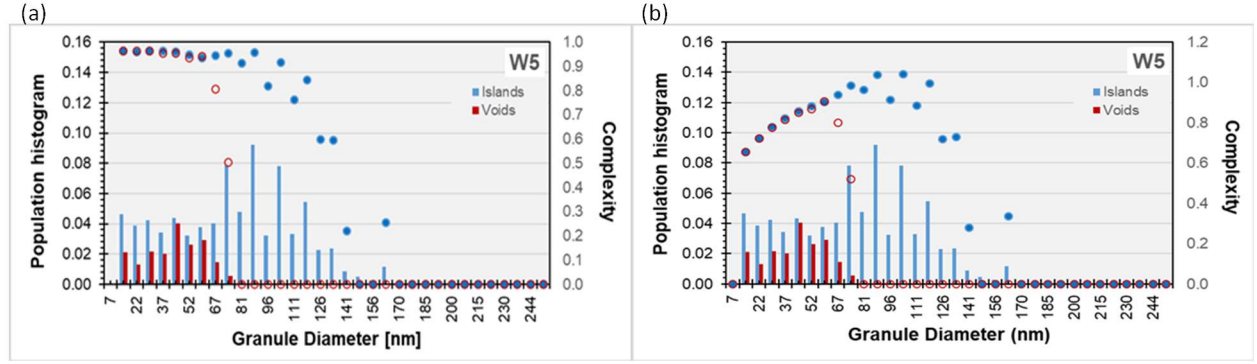 (a)
W5
Islands
Voids
Population histogram
0.16
0.14
0.12
0.10
0.08
0.06
0.04
0.02
0.00
1.0
0.9
0.8
0.7
0.6
0.5
0.4
0.3
0.2
0.1
0.0
Complexity
7 22 37 52 67 81 96 111 126 141 156 170 185 200 215 230 244
Granule Diameter [nm]
(b)
W5
Islands
Voids
Population histogram
0.16
0.14
0.12
0.10
0.08
0.06
0.04
0.02
0.00
1.2
1.0
0.8
0.6
0.4
0.2
0.0
Complexity
7 22 37 52 67 81 96 111 126 141 156 170 185 200 215 230 244
Granule Diameter (nm)